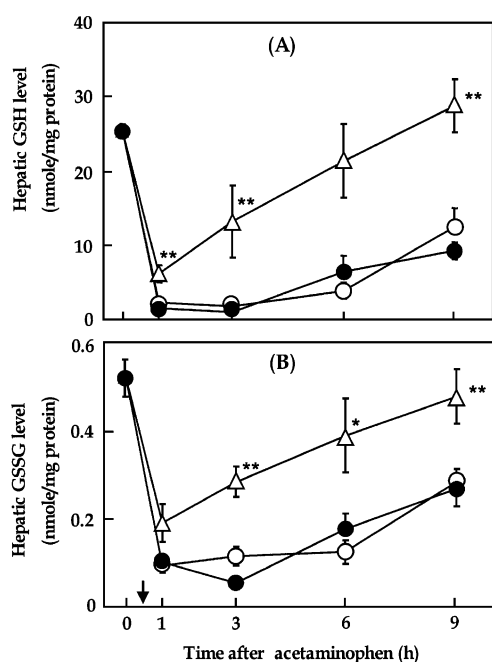 (A)
Hepatic GSH level
(nmole/mg protein)
40
30
20
10
0
**
**
**
(B)
Hepatic GSSG level
(nmole/mg protein)
0.6
0.4
0.2
0
**
*
**
0 1 3 6 9
Time after acetaminophen (h)